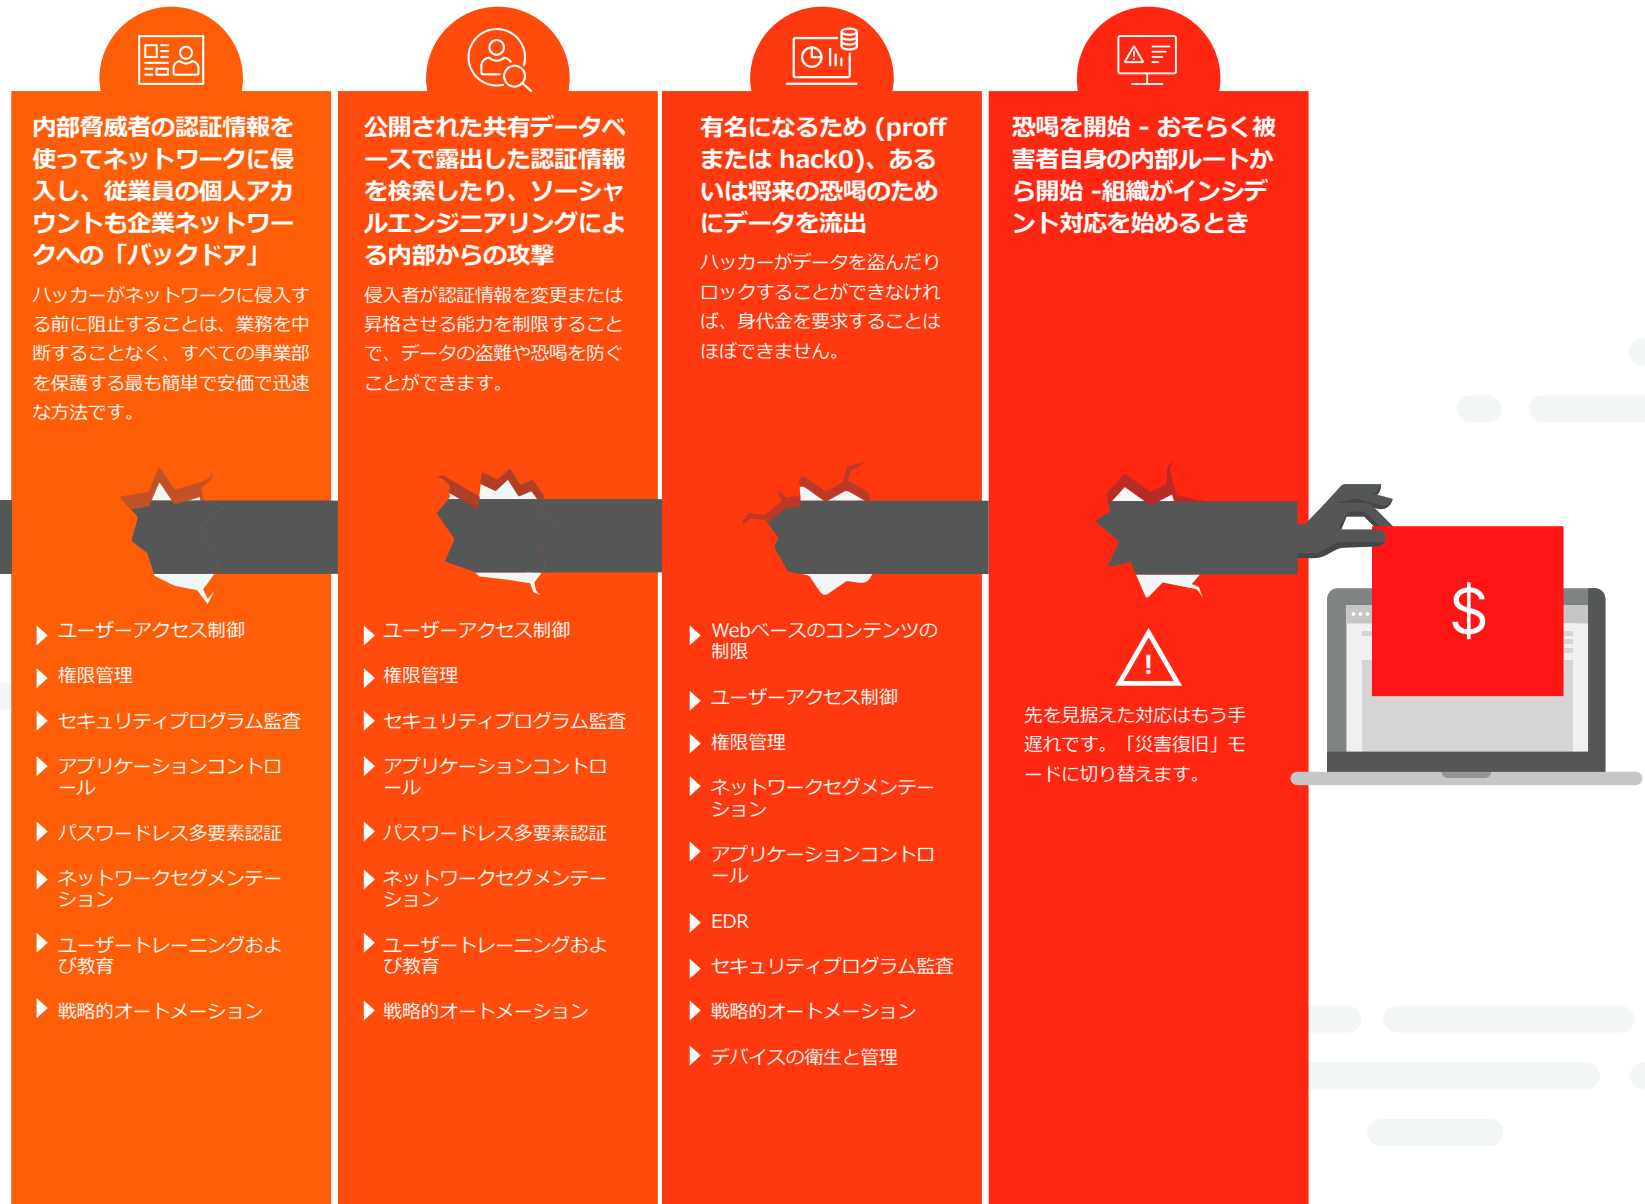 内部脅威者の認証情報を
使ってネットワークに侵
入し、従業員の個人アカ
ウントも企業ネットワー
クへの「バックドア」
ハッカーがネットワークに侵入す
る前に阻止することは、業務を中
断することなく、すべての事業部
を保護する最も簡単で安価で迅速
な方法です。
ユーザーアクセス制御
権限管理
セキュリティプログラム監査
アプリケーションコントロ
ール
パスワードレス多要素認証
ネットワークセグメンテー
ション
ユーザートレーニングおよ
び教育
戦略的オートメーション
公開された共有データベ
ースで露出した認証情報
を検索したり、ソーシャ
ルエンジニアリングによ
る内部からの攻撃
侵入者が認証情報を変更または
昇格させる能力を制限すること
で、データの盗難や恐喝を防ぐ
ことができます。
ユーザーアクセス制御
権限管理
セキュリティプログラム監査
アプリケーションコントロ
ール
パスワードレス多要素認証
ネットワークセグメンテー
ション
ユーザートレーニングおよ
び教育
戦略的オートメーション
有名になるため (proff
または hack0)、ある
いは将来の恐喝のため
にデータを流出
ハッカーがデータを盗んだり
ロックすることができなけれ
ば、身代金を要求することは
ほぼできません。
Webベースのコンテンツの
制限
ユーザーアクセス制御
権限管理
ネットワークセグメンテー
ション
アプリケーションコントロ
ール
EDR
セキュリティプログラム監査
戦略的オートメーション
デバイスの衛生と管理
恐喝を開始 - おそらく被
害者自身の内部ルートか
ら開始 -組織がインシデ
ント対応を始めるとき
先を見据えた対応はもう手
遅れです。「災害復旧」モ
ードに切り替えます。
$